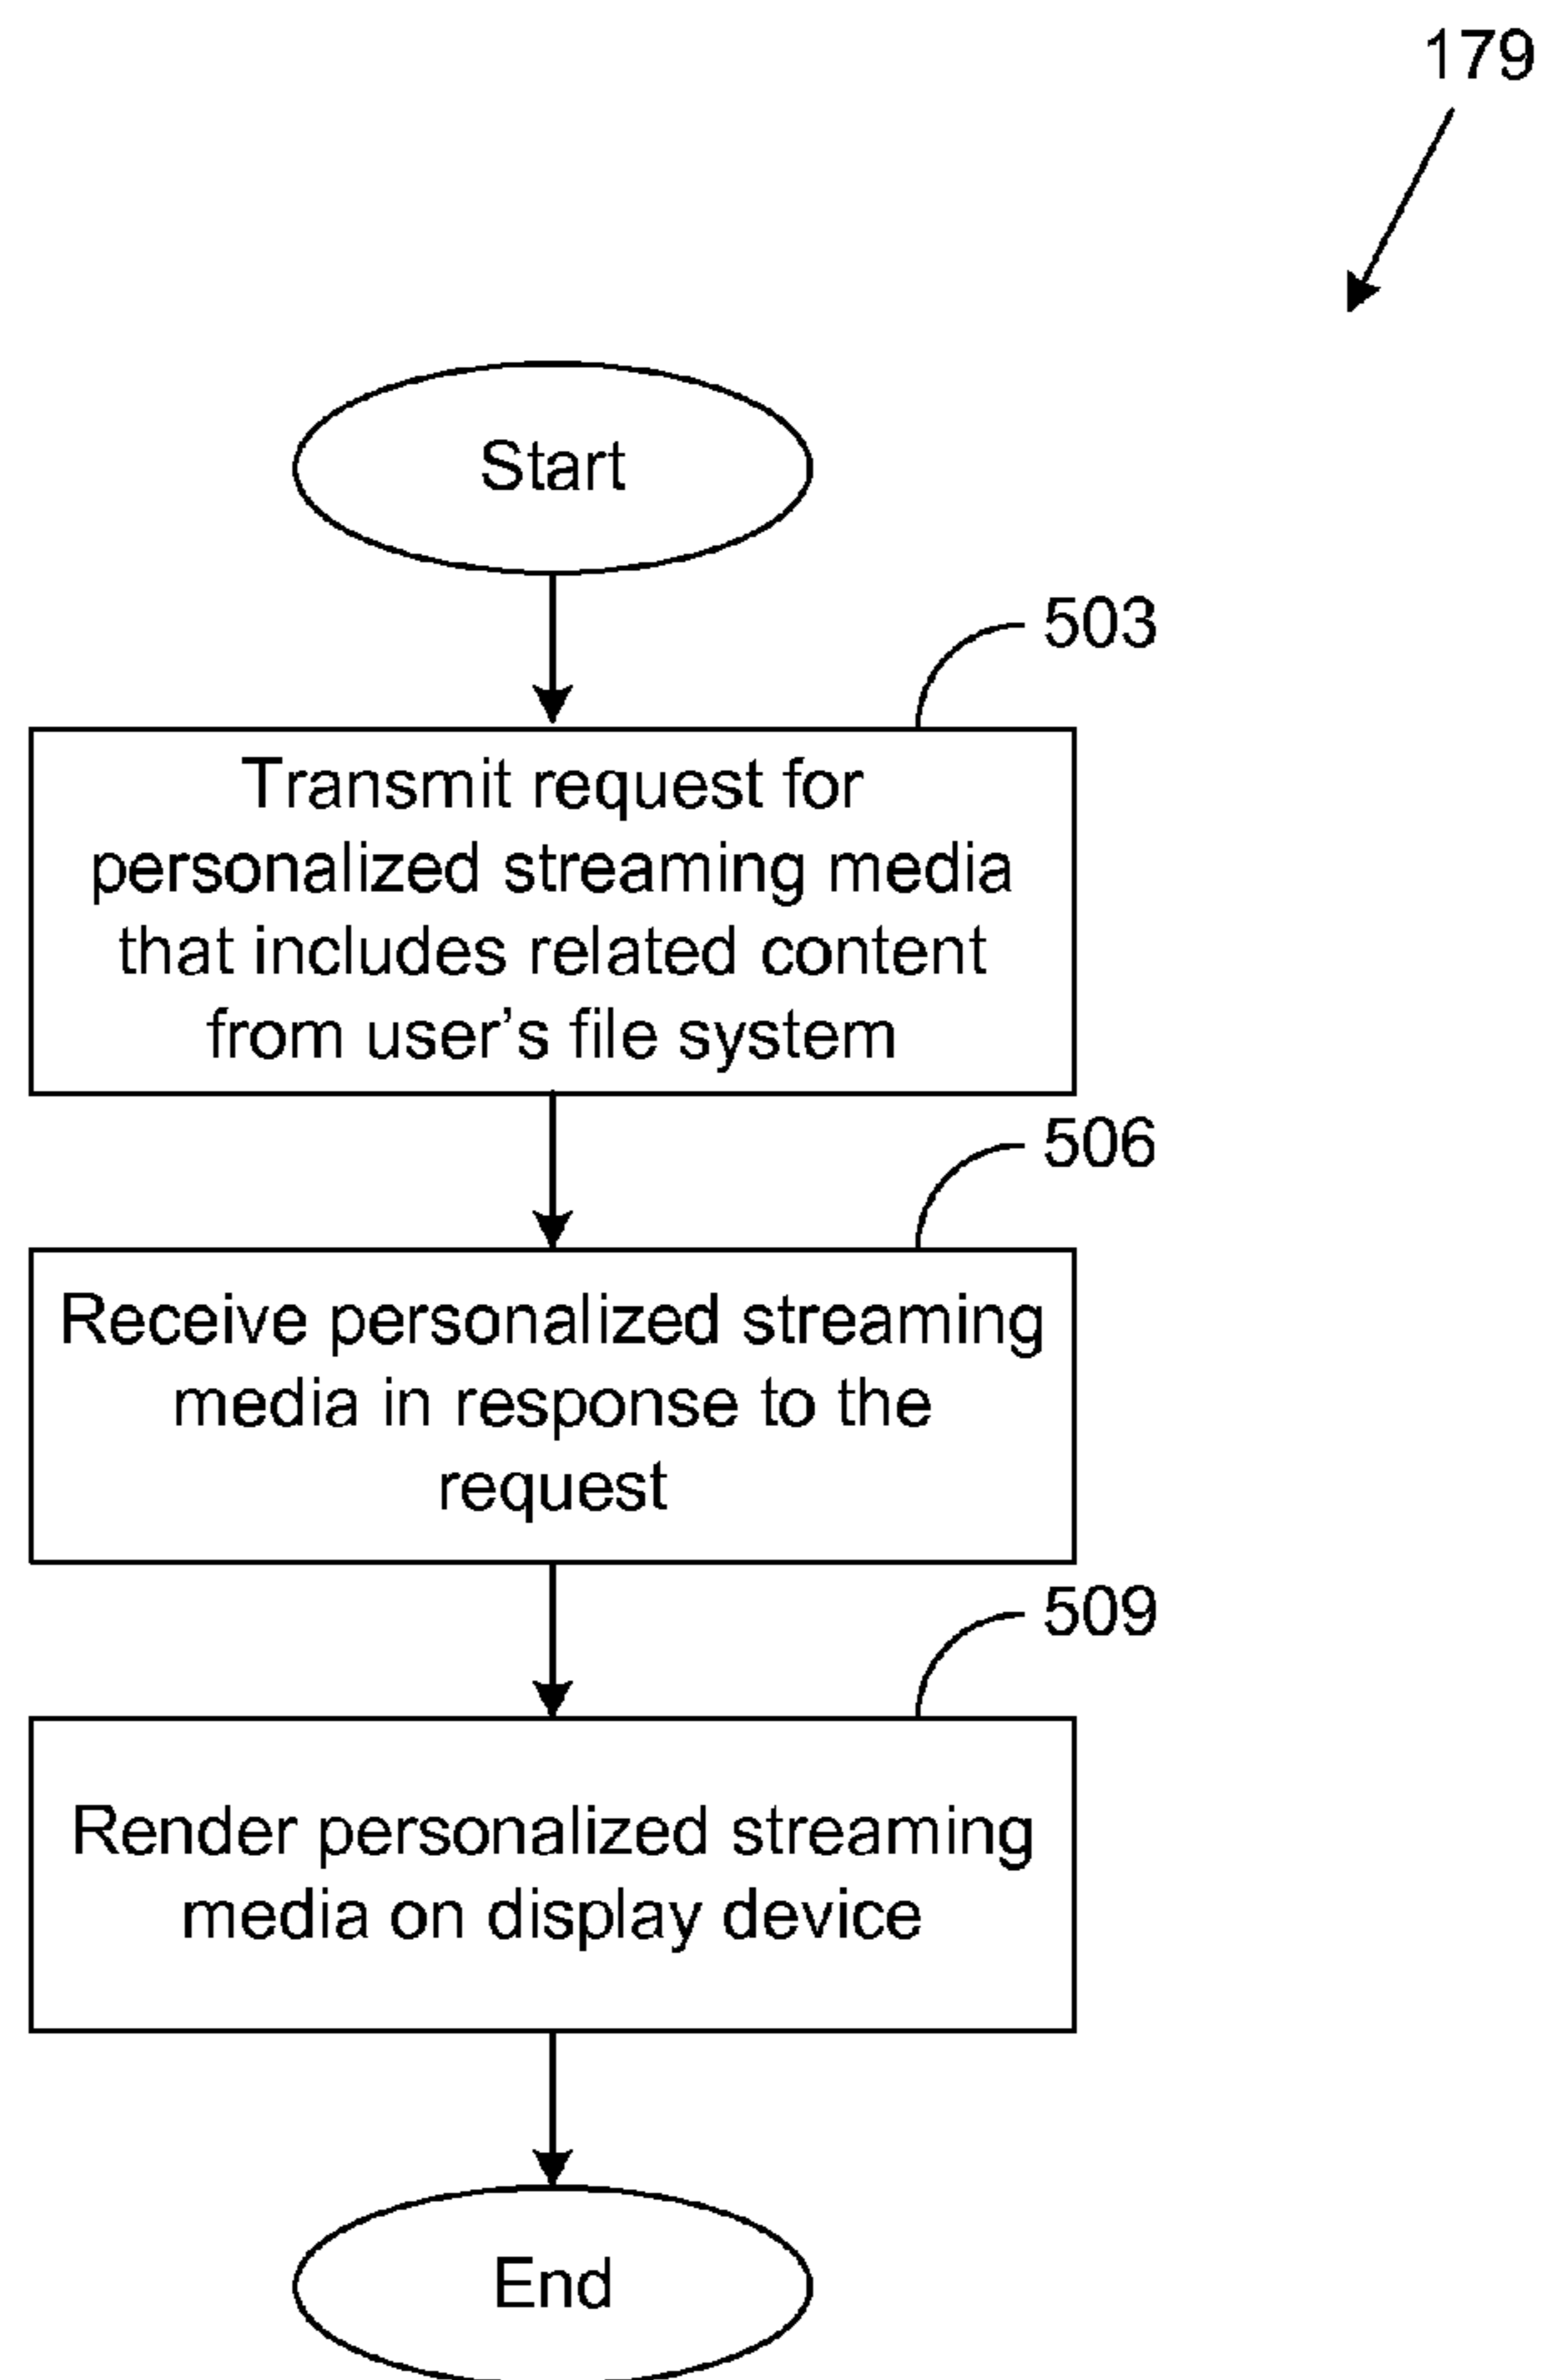 179
Start
503
Transmit request for
personalized streaming media
that includes related content
from user’s file system
506
Receive personalized streaming
media in response to the
request
509
Render personalized streaming
media on display device
End